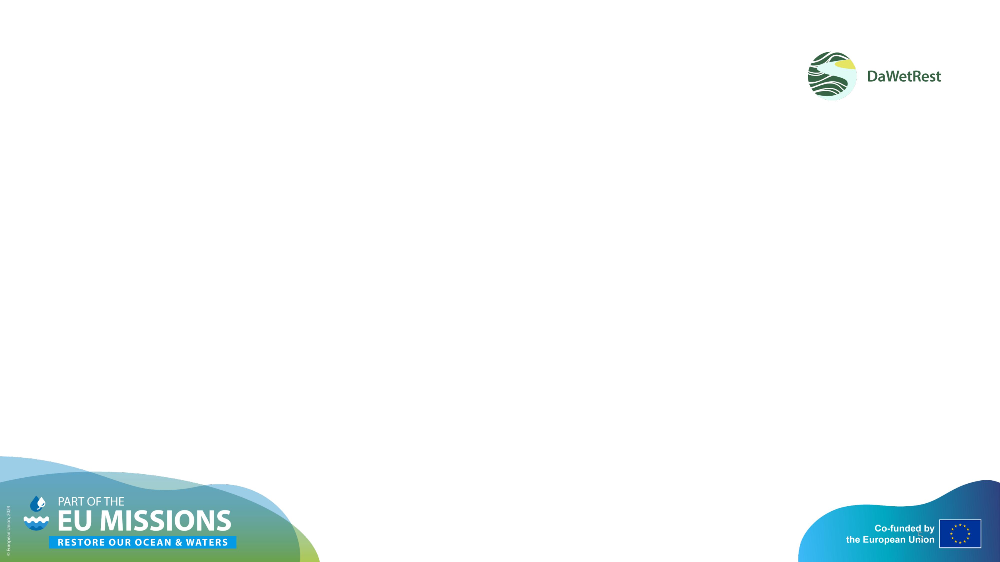 DaWetRest
PART OF THE
EU MISSIONS
RESTORE OUR OCEAN & WATERS
© European Union, 2024
Co-funded by
the European Union
5